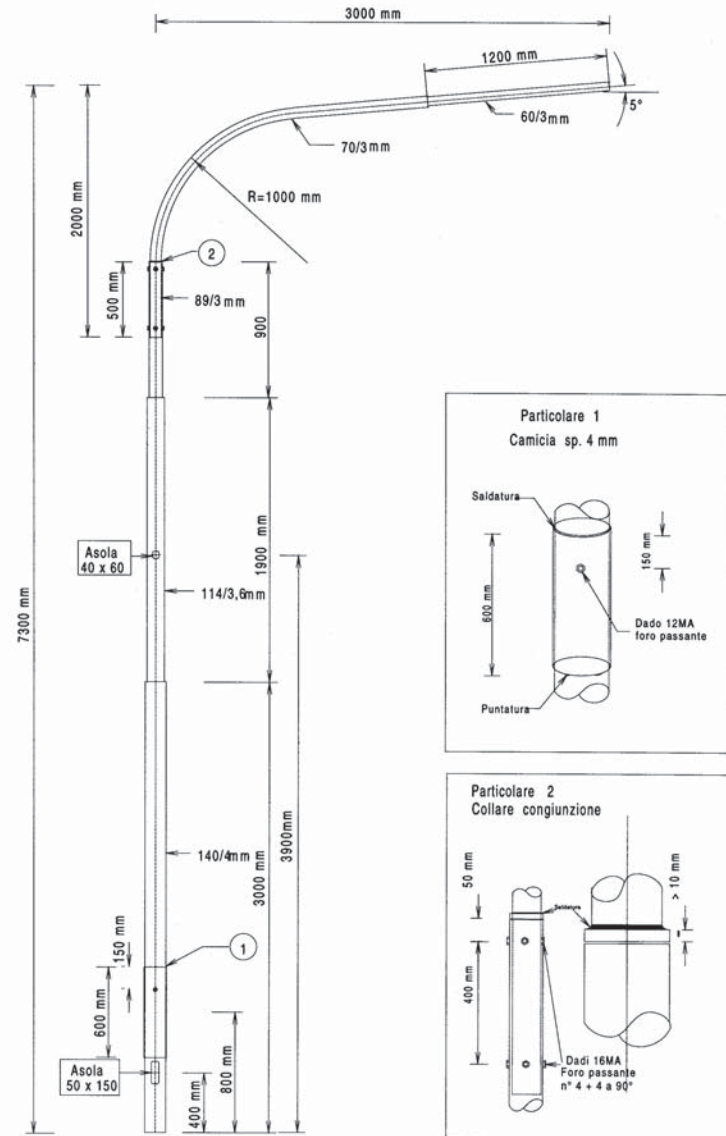 3000 mm
1200 mm
5°
60/3mm
70/3mm
R=1000 mm
2000 mm
2
500 mm
89/3 mm
900
7300 mm
Asola
40 x 60
1900 mm
114/3,6mm
3900mm
140/4mm
3000 mm
150 mm
1
600 mm
800 mm
Asola
50 x 150
400 mm
Particolare 1
Camicia sp. 4 mm
Saldatura
150 mm
600 mm
Dado 12MA
foro passante
Puntatura
Particolare 2
Collare congiunzione
50 mm
Saldatura
> 10 mm
400 mm
Dadi 16MA
Foro passante
n° 4 + 4 a 90°